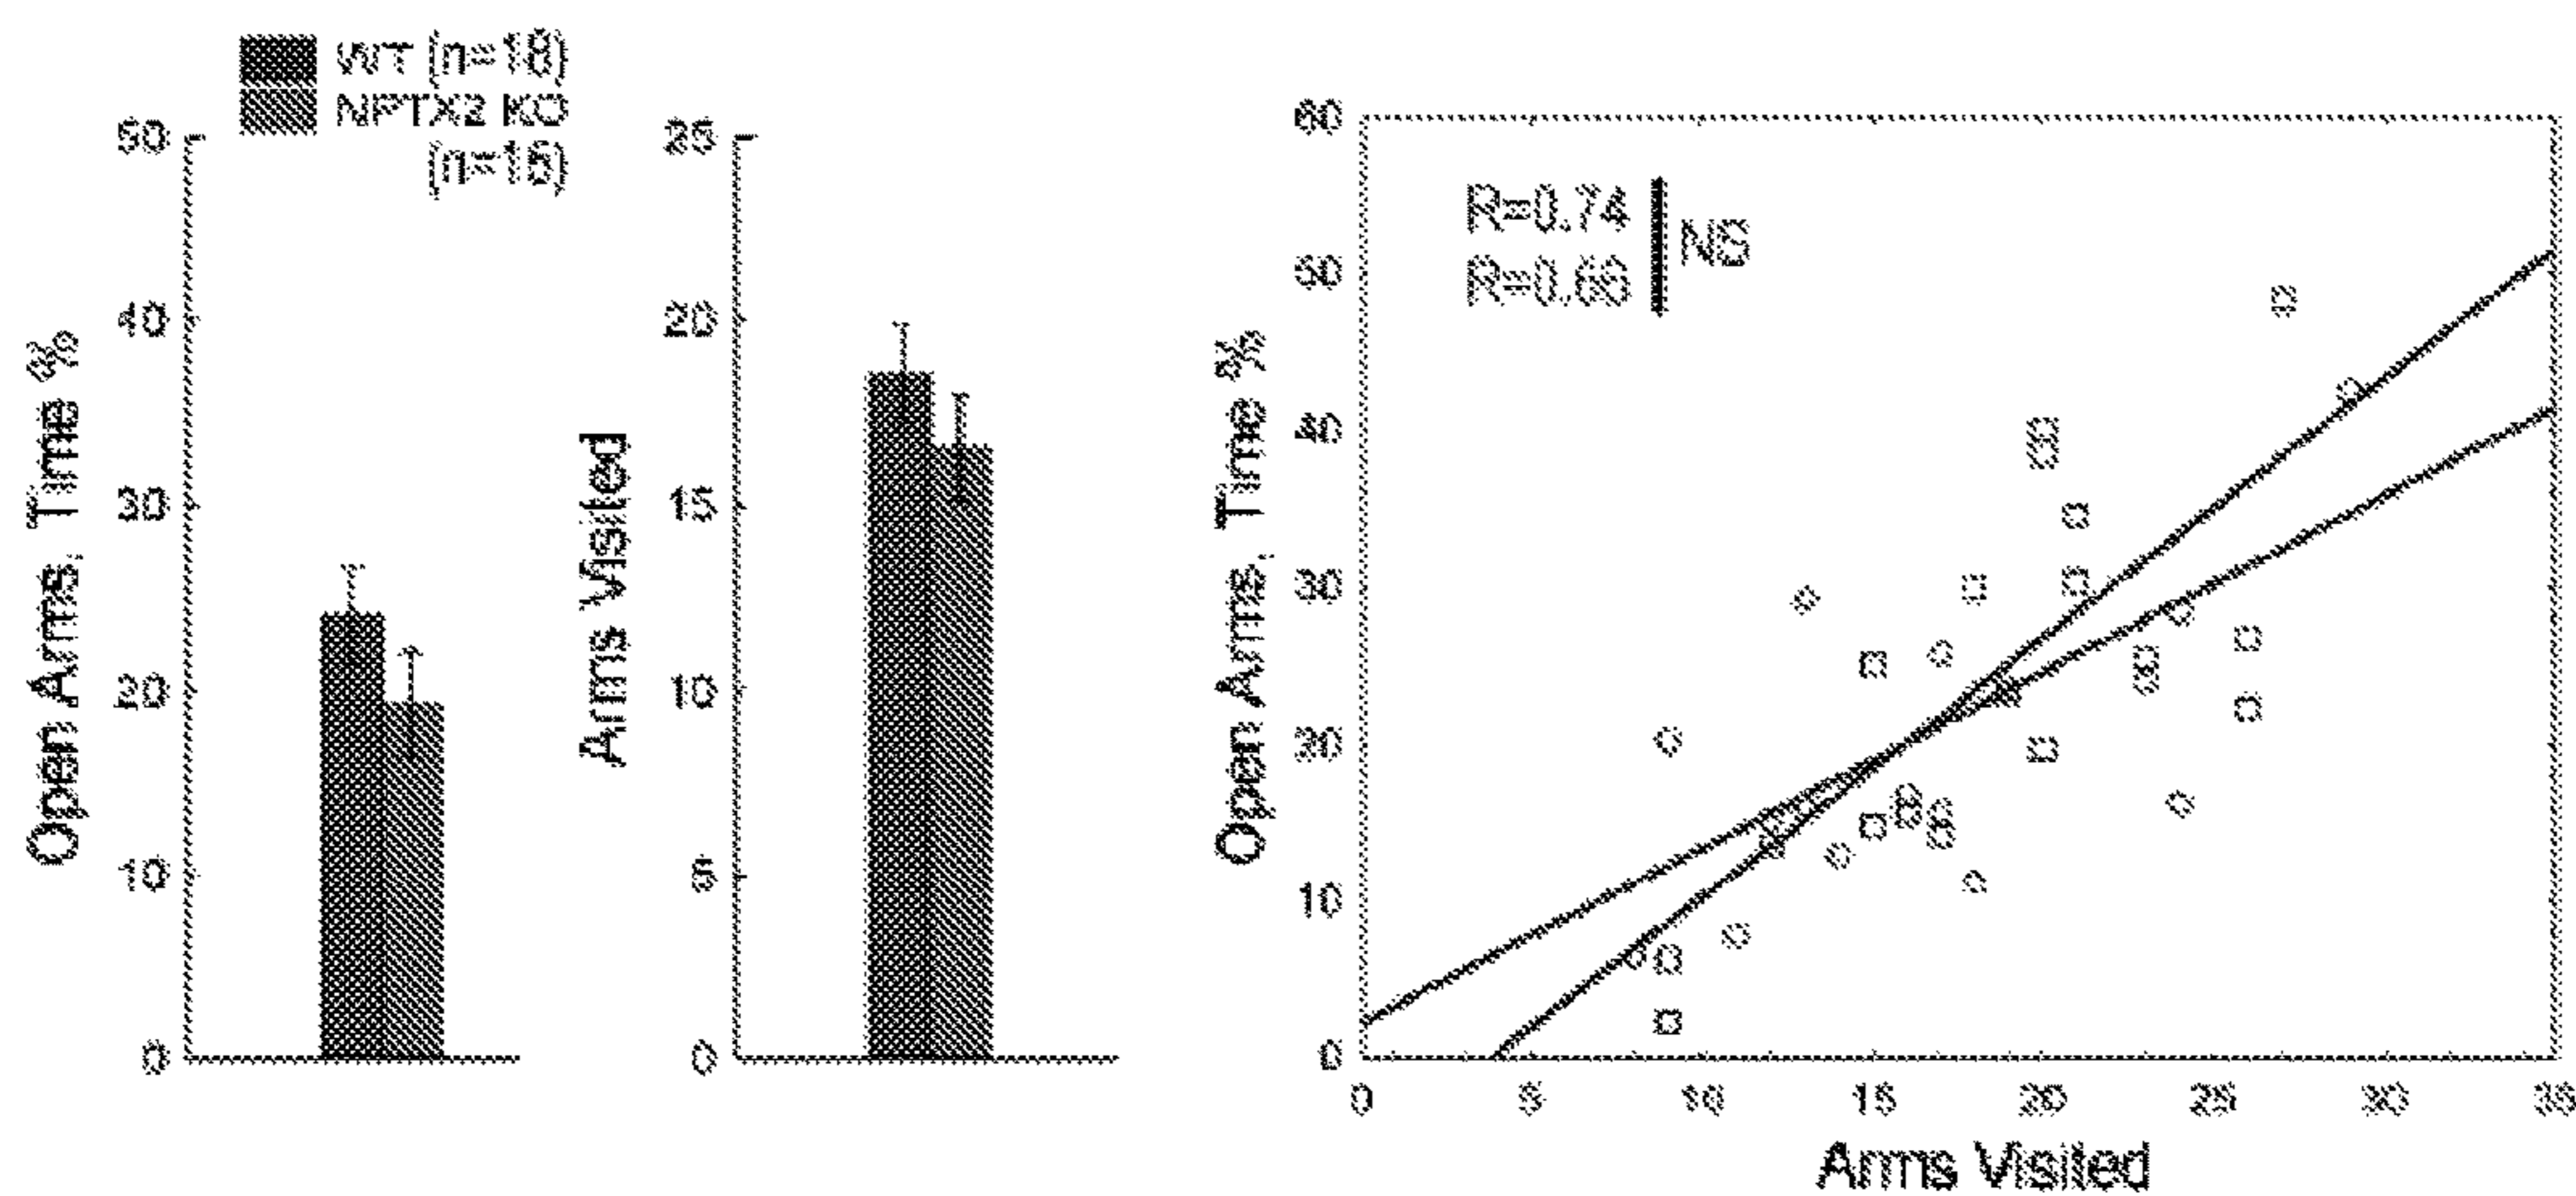 WT (n=18)
NPTX2 KO
(n=15)
50
40
30
20
10
0
Open Arms, Time %
25
20
15
10
5
0
Arms Visited
60
50
40
30
20
10
0
Open Arms, Time %
R=0.74
R=0.66
NS
0 5 10 15 20 25 30 35
Arms Visited